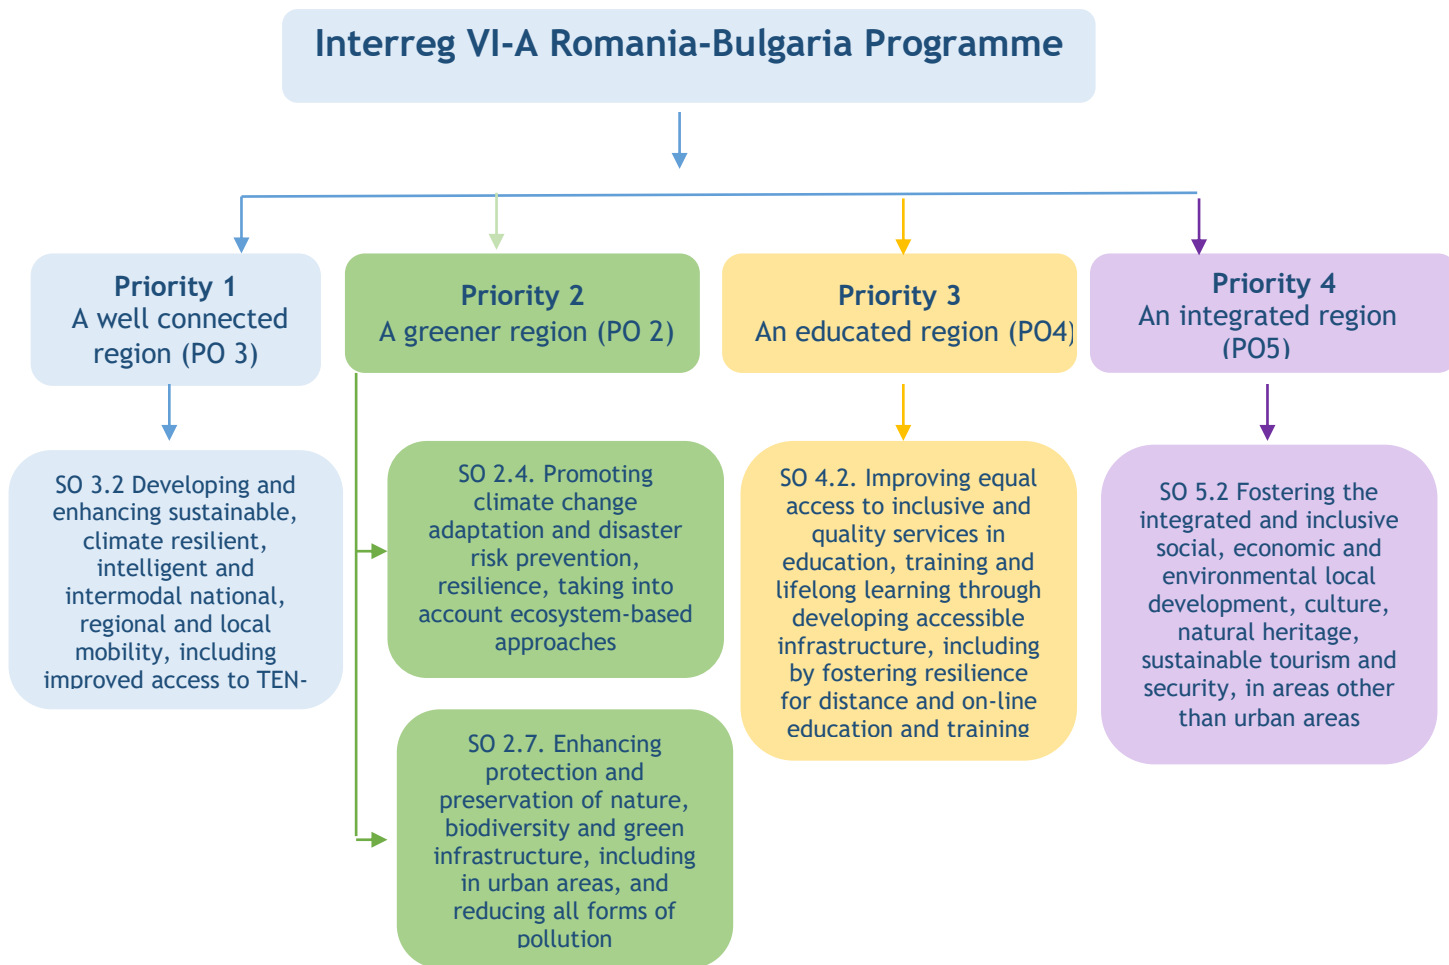 Interreg VI-A Romania-Bulgaria Programme
Priority 1
A well connected
region (PO 3)
Priority 2
A greener region (PO 2)
Priority 3
An educated region (PO4)
Priority 4
An integrated region
(PO5)
SO 3.2 Developing and
enhancing sustainable,
climate resilient,
intelligent and
intermodal national,
regional and local
mobility, including
improved access to TEN-
SO 2.4. Promoting
climate change
adaptation and disaster
risk prevention,
resilience, taking into
account ecosystem-based
approaches
SO 2.7. Enhancing
protection and
preservation of nature,
biodiversity and green
infrastructure, including
in urban areas, and
reducing all forms of
pollution
SO 4.2. Improving equal
access to inclusive and
quality services in
education, training and
lifelong learning through
developing accessible
infrastructure, including
by fostering resilience
for distance and on-line
education and training
SO 5.2 Fostering the
integrated and inclusive
social, economic and
environmental local
development, culture,
natural heritage,
sustainable tourism and
security, in areas other
than urban areas